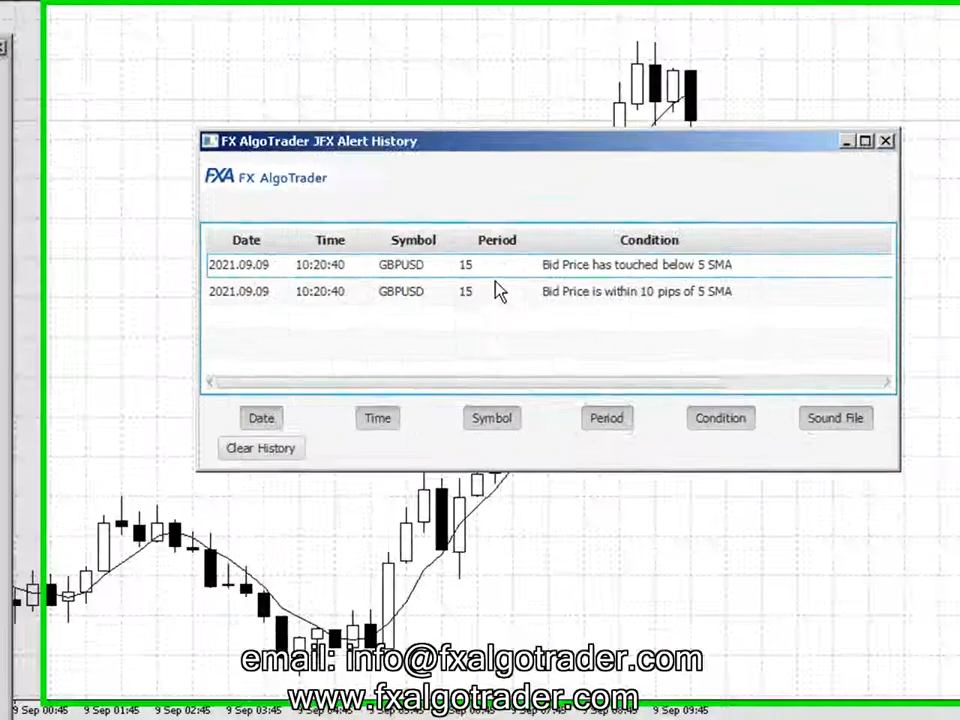 FX AlgoTrader JFX Alert History
FXA FX AlgoTrader
Date Time Symbol Period Condition
2021.09.09 10:20:40 GBPUSD 15 Bid Price has touched below 5 SMA
2021.09.09 10:20:40 GBPUSD 15 Bid Price is within 10 pips of 5 SMA
Date Time Symbol Period Condition Sound File
Clear History
email: info@fxalgotrader.com
www.fxalgotrader.com
9 Sep 00:45 9 Sep 01:45 9 Sep 02:45 9 Sep 03:45 9 Sep 09:45